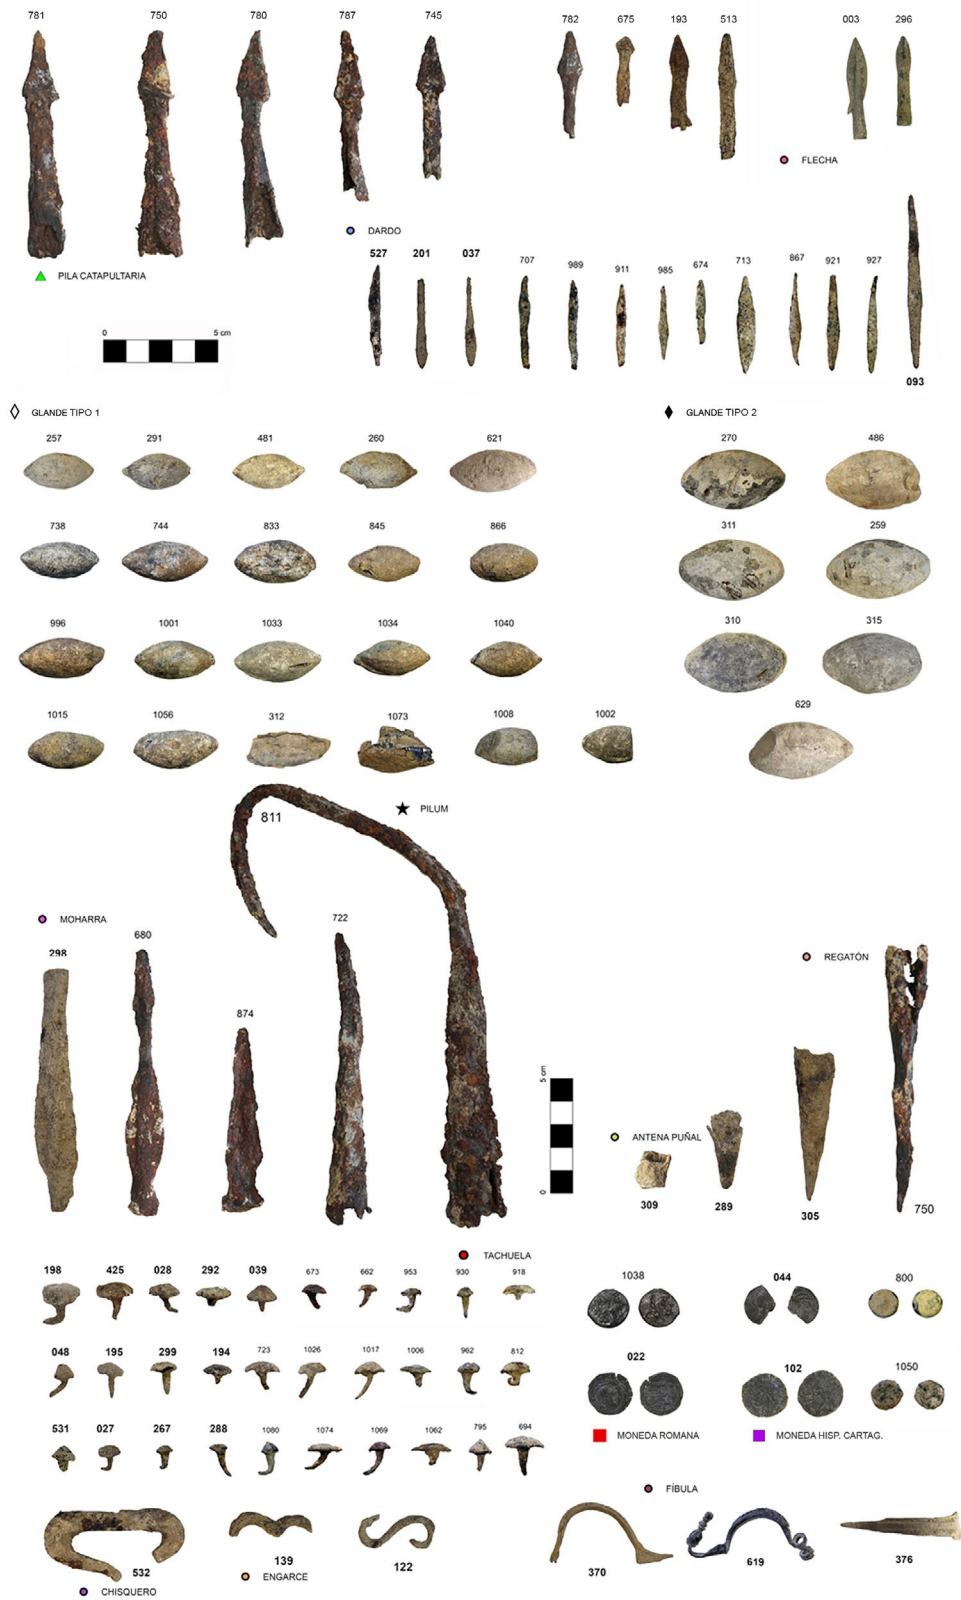 781 750 780 787 745 782 675 193 513 003 296
FLECHA
DARDO
PILA CATAPULTARIA
527 201 037 707 989 911 985 674 713 867 921 927
0 5 cm
093
GLANDE TIPO 1
GLANDE TIPO 2
257 291 481 260 621 270 486
738 744 833 845 866 311 259
996 1001 1033 1034 1040 310 315
1015 1056 312 1073 1008 1002 629
PILUM
811
MOHARRA
722
680
298
874
REGATÓN
5 cm
0
ANTENA PUÑAL
309 289 305 750
TACHUELA
198 425 028 292 039 673 662 953 930 918
1038 044 800
048 195 299 194 723 1026 1017 1006 962 812
022 102 1050
531 027 267 288 1080 1074 1069 1062 795 694
MONEDA ROMANA
MONEDA HISP. CARTAG.
FÍBULA
532 139 122 370 619 376
ENGARCE
CHISQUERO